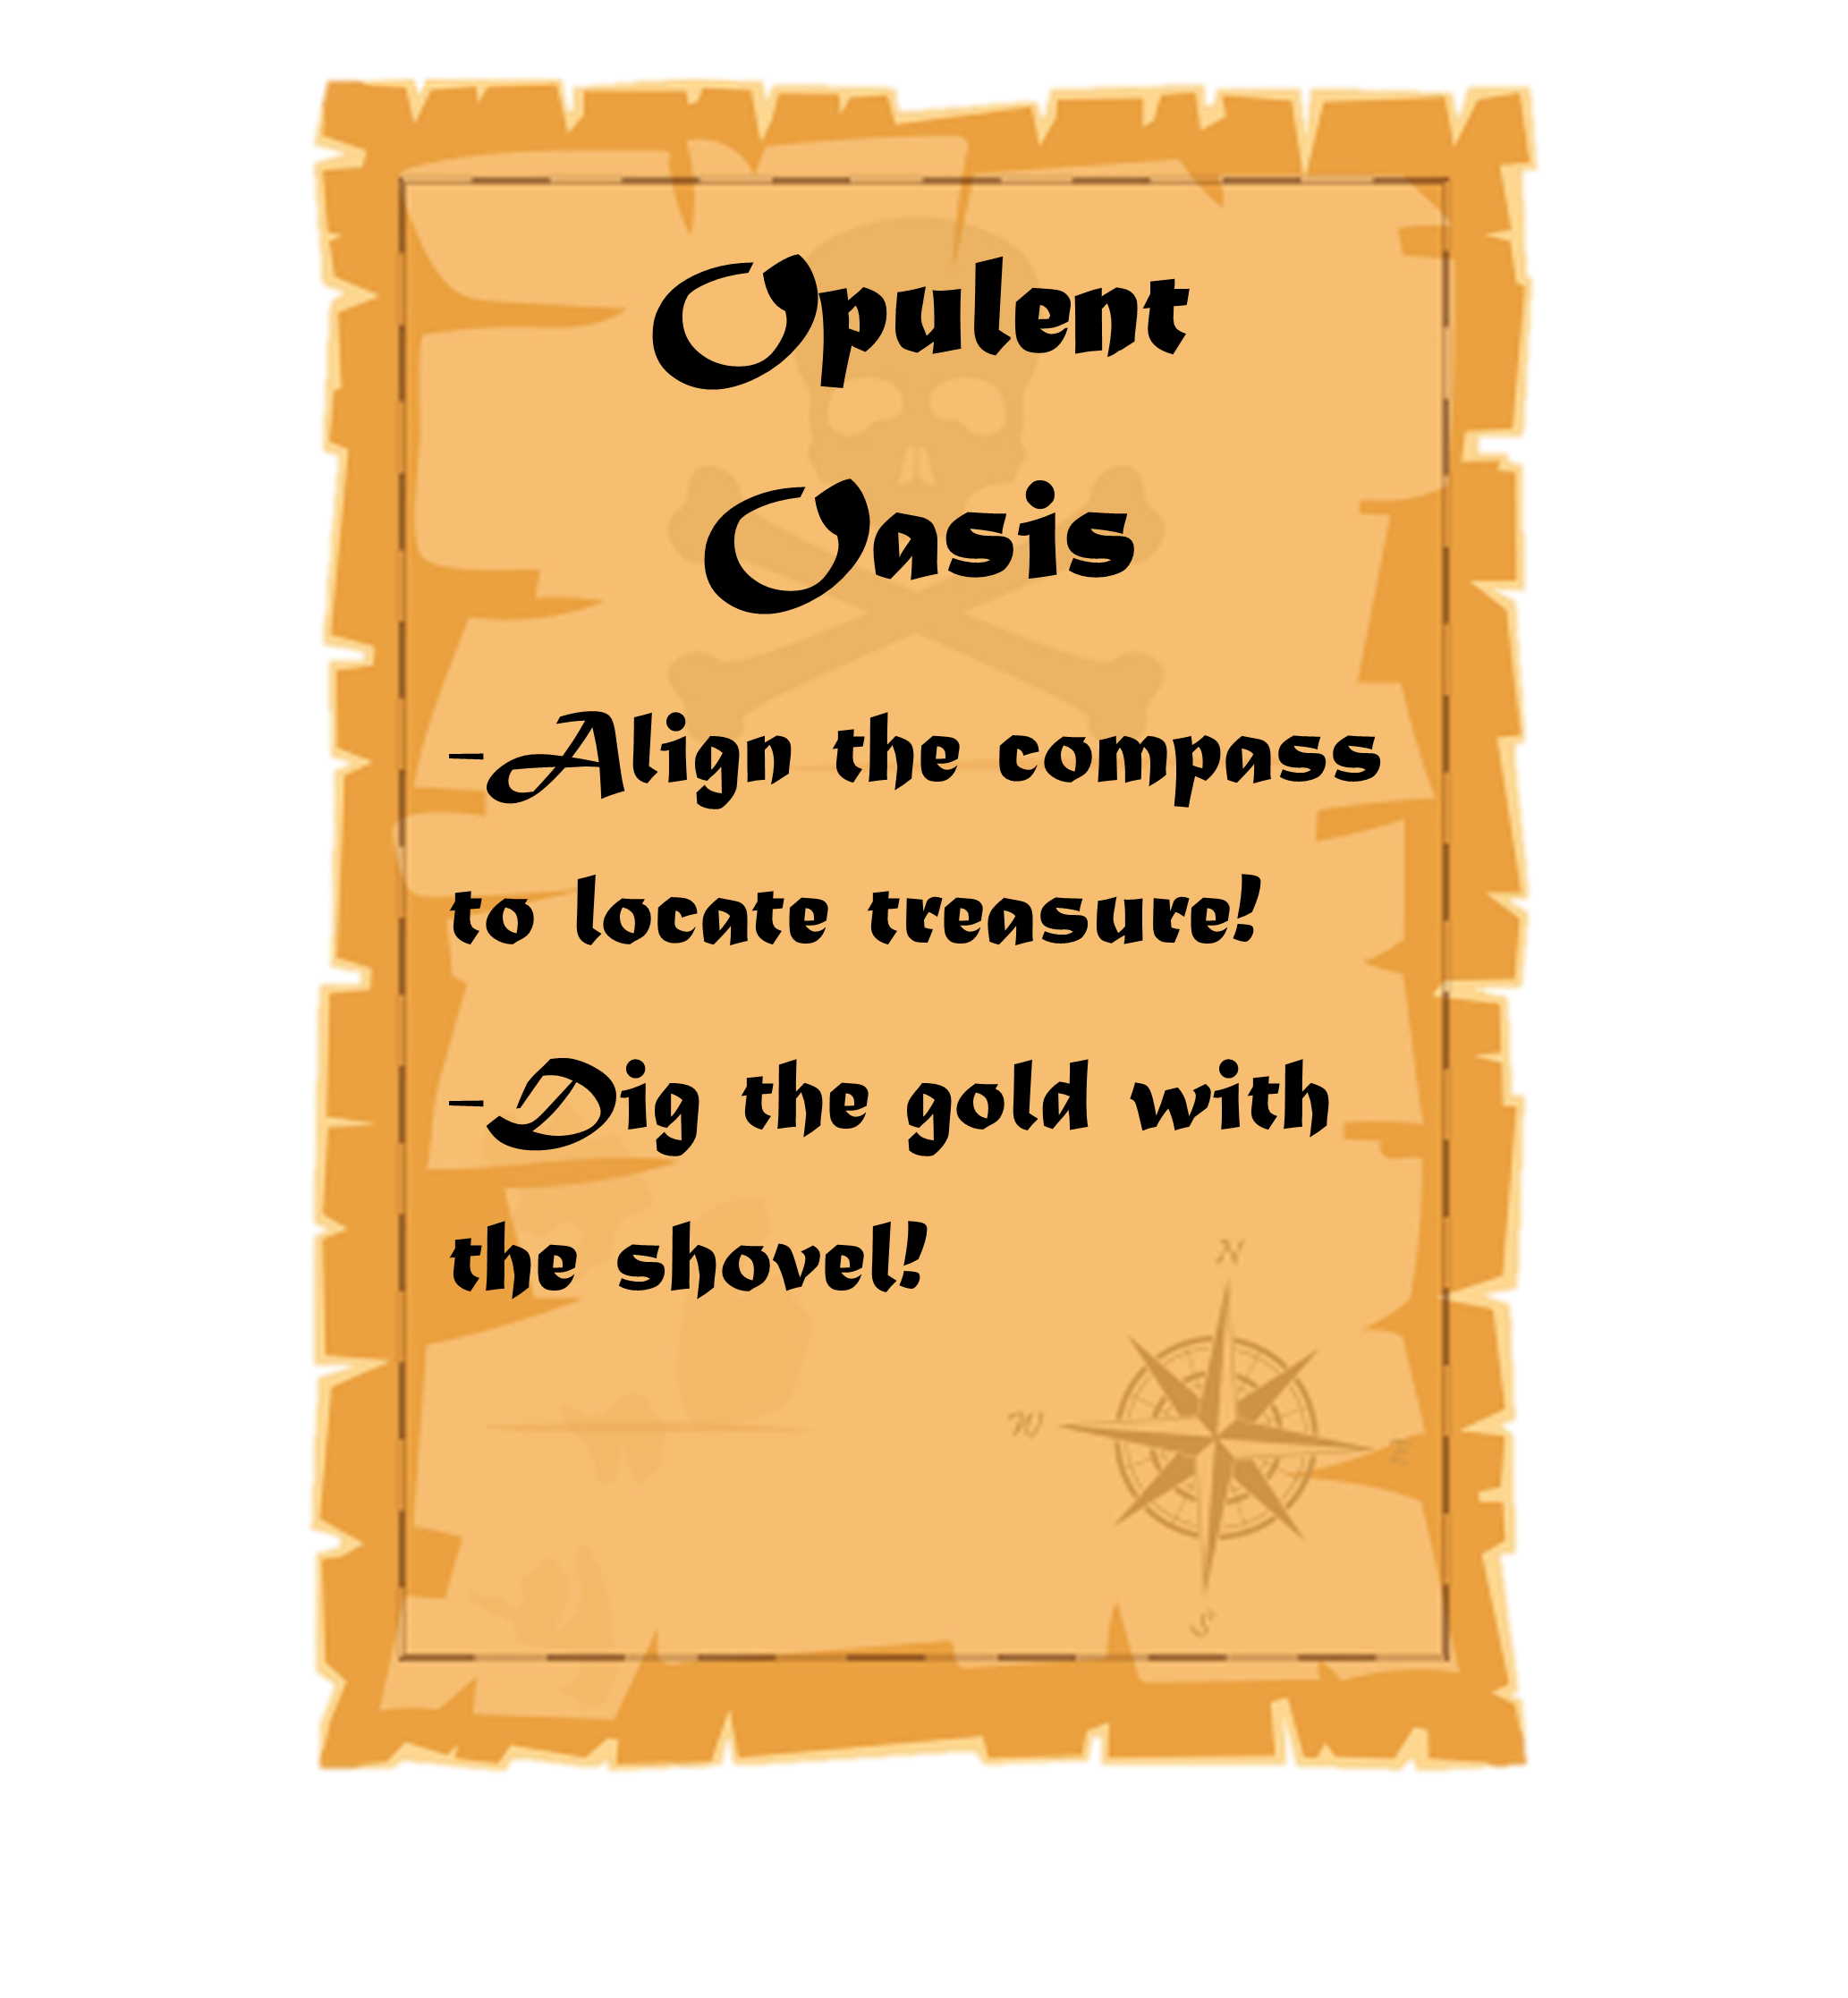 Opulent
Oasis
-Align the compass
to locate treasure!
-Dig the gold with
the shovel!
N
W
E
S